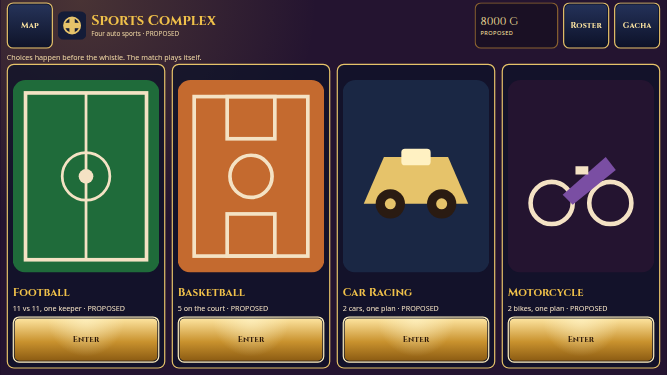 Map
Sports Complex
Four auto sports · PROPOSED
8000 G
PROPOSED
Roster
Gacha
Choices happen before the whistle. The match plays itself.
Football
11 vs 11, one keeper · PROPOSED
Enter
Basketball
5 on the court · PROPOSED
Enter
Car Racing
2 cars, one plan · PROPOSED
Enter
Motorcycle
2 bikes, one plan · PROPOSED
Enter